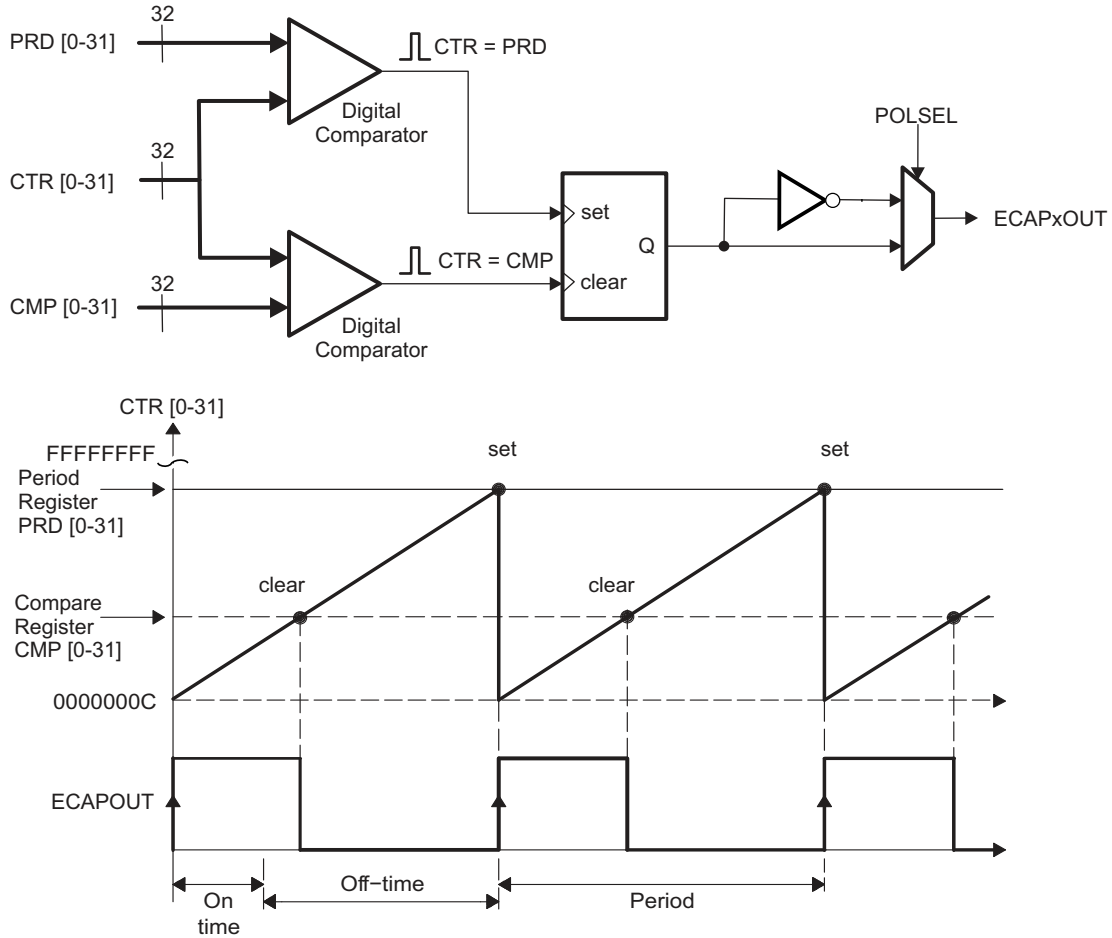 32
PRD [0-31]
CTR = PRD
Digital
Comparator
32
CTR [0-31]
POLSEL
set
Q
ECAPxOUT
CTR = CMP
clear
32
CMP [0-31]
Digital
Comparator
CTR [0-31]
FFFFFFFF
set
set
Period
Register
PRD [0-31]
clear
clear
Compare
Register
CMP [0-31]
0000000C
ECAPOUT
Off−time
On
time
Period